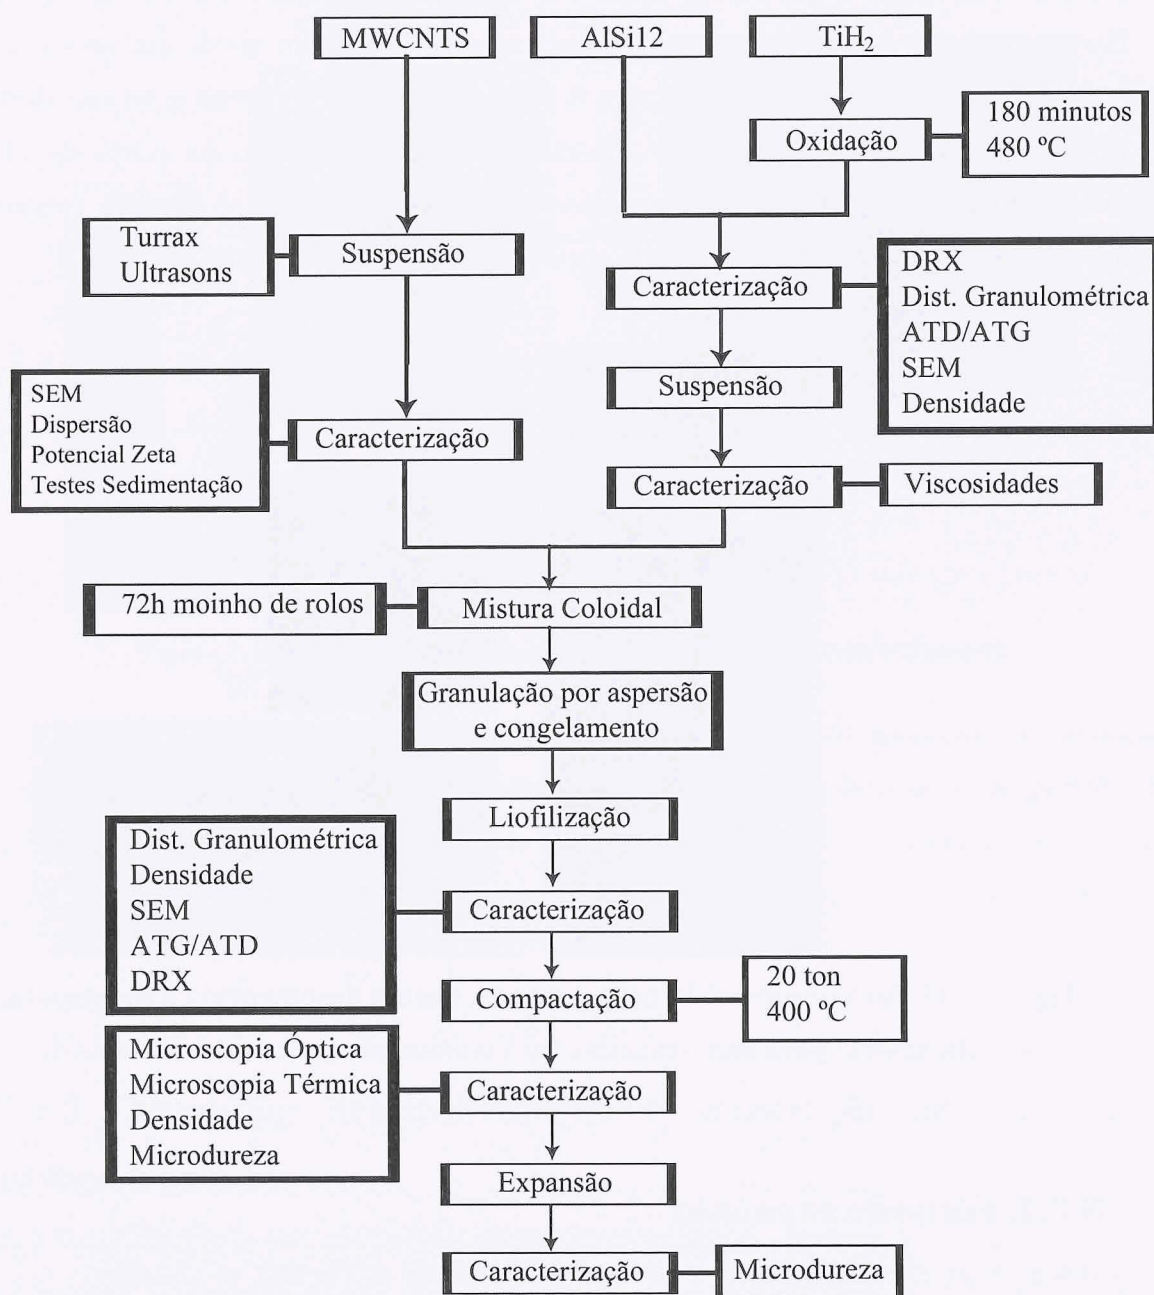 MWCNTS
AlSi12
TiH₂
Oxidação
180 minutos
480 ºC
Turrax
Ultrasons
Suspensão
Caracterização
DRX
Dist. Granulométrica
ATD/ATG
SEM
Densidade
Suspensão
SEM
Dispersão
Potencial Zeta
Testes Sedimentação
Caracterização
Caracterização
Viscosidades
72h moinho de rolos
Mistura Coloidal
Granulação por aspersão
e congelamento
Liofilização
Dist. Granulométrica
Densidade
SEM
ATG/ATD
DRX
Caracterização
Compactação
20 ton
400 ºC
Microscopia Óptica
Microscopia Térmica
Densidade
Microdureza
Caracterização
Expansão
Caracterização
Microdureza